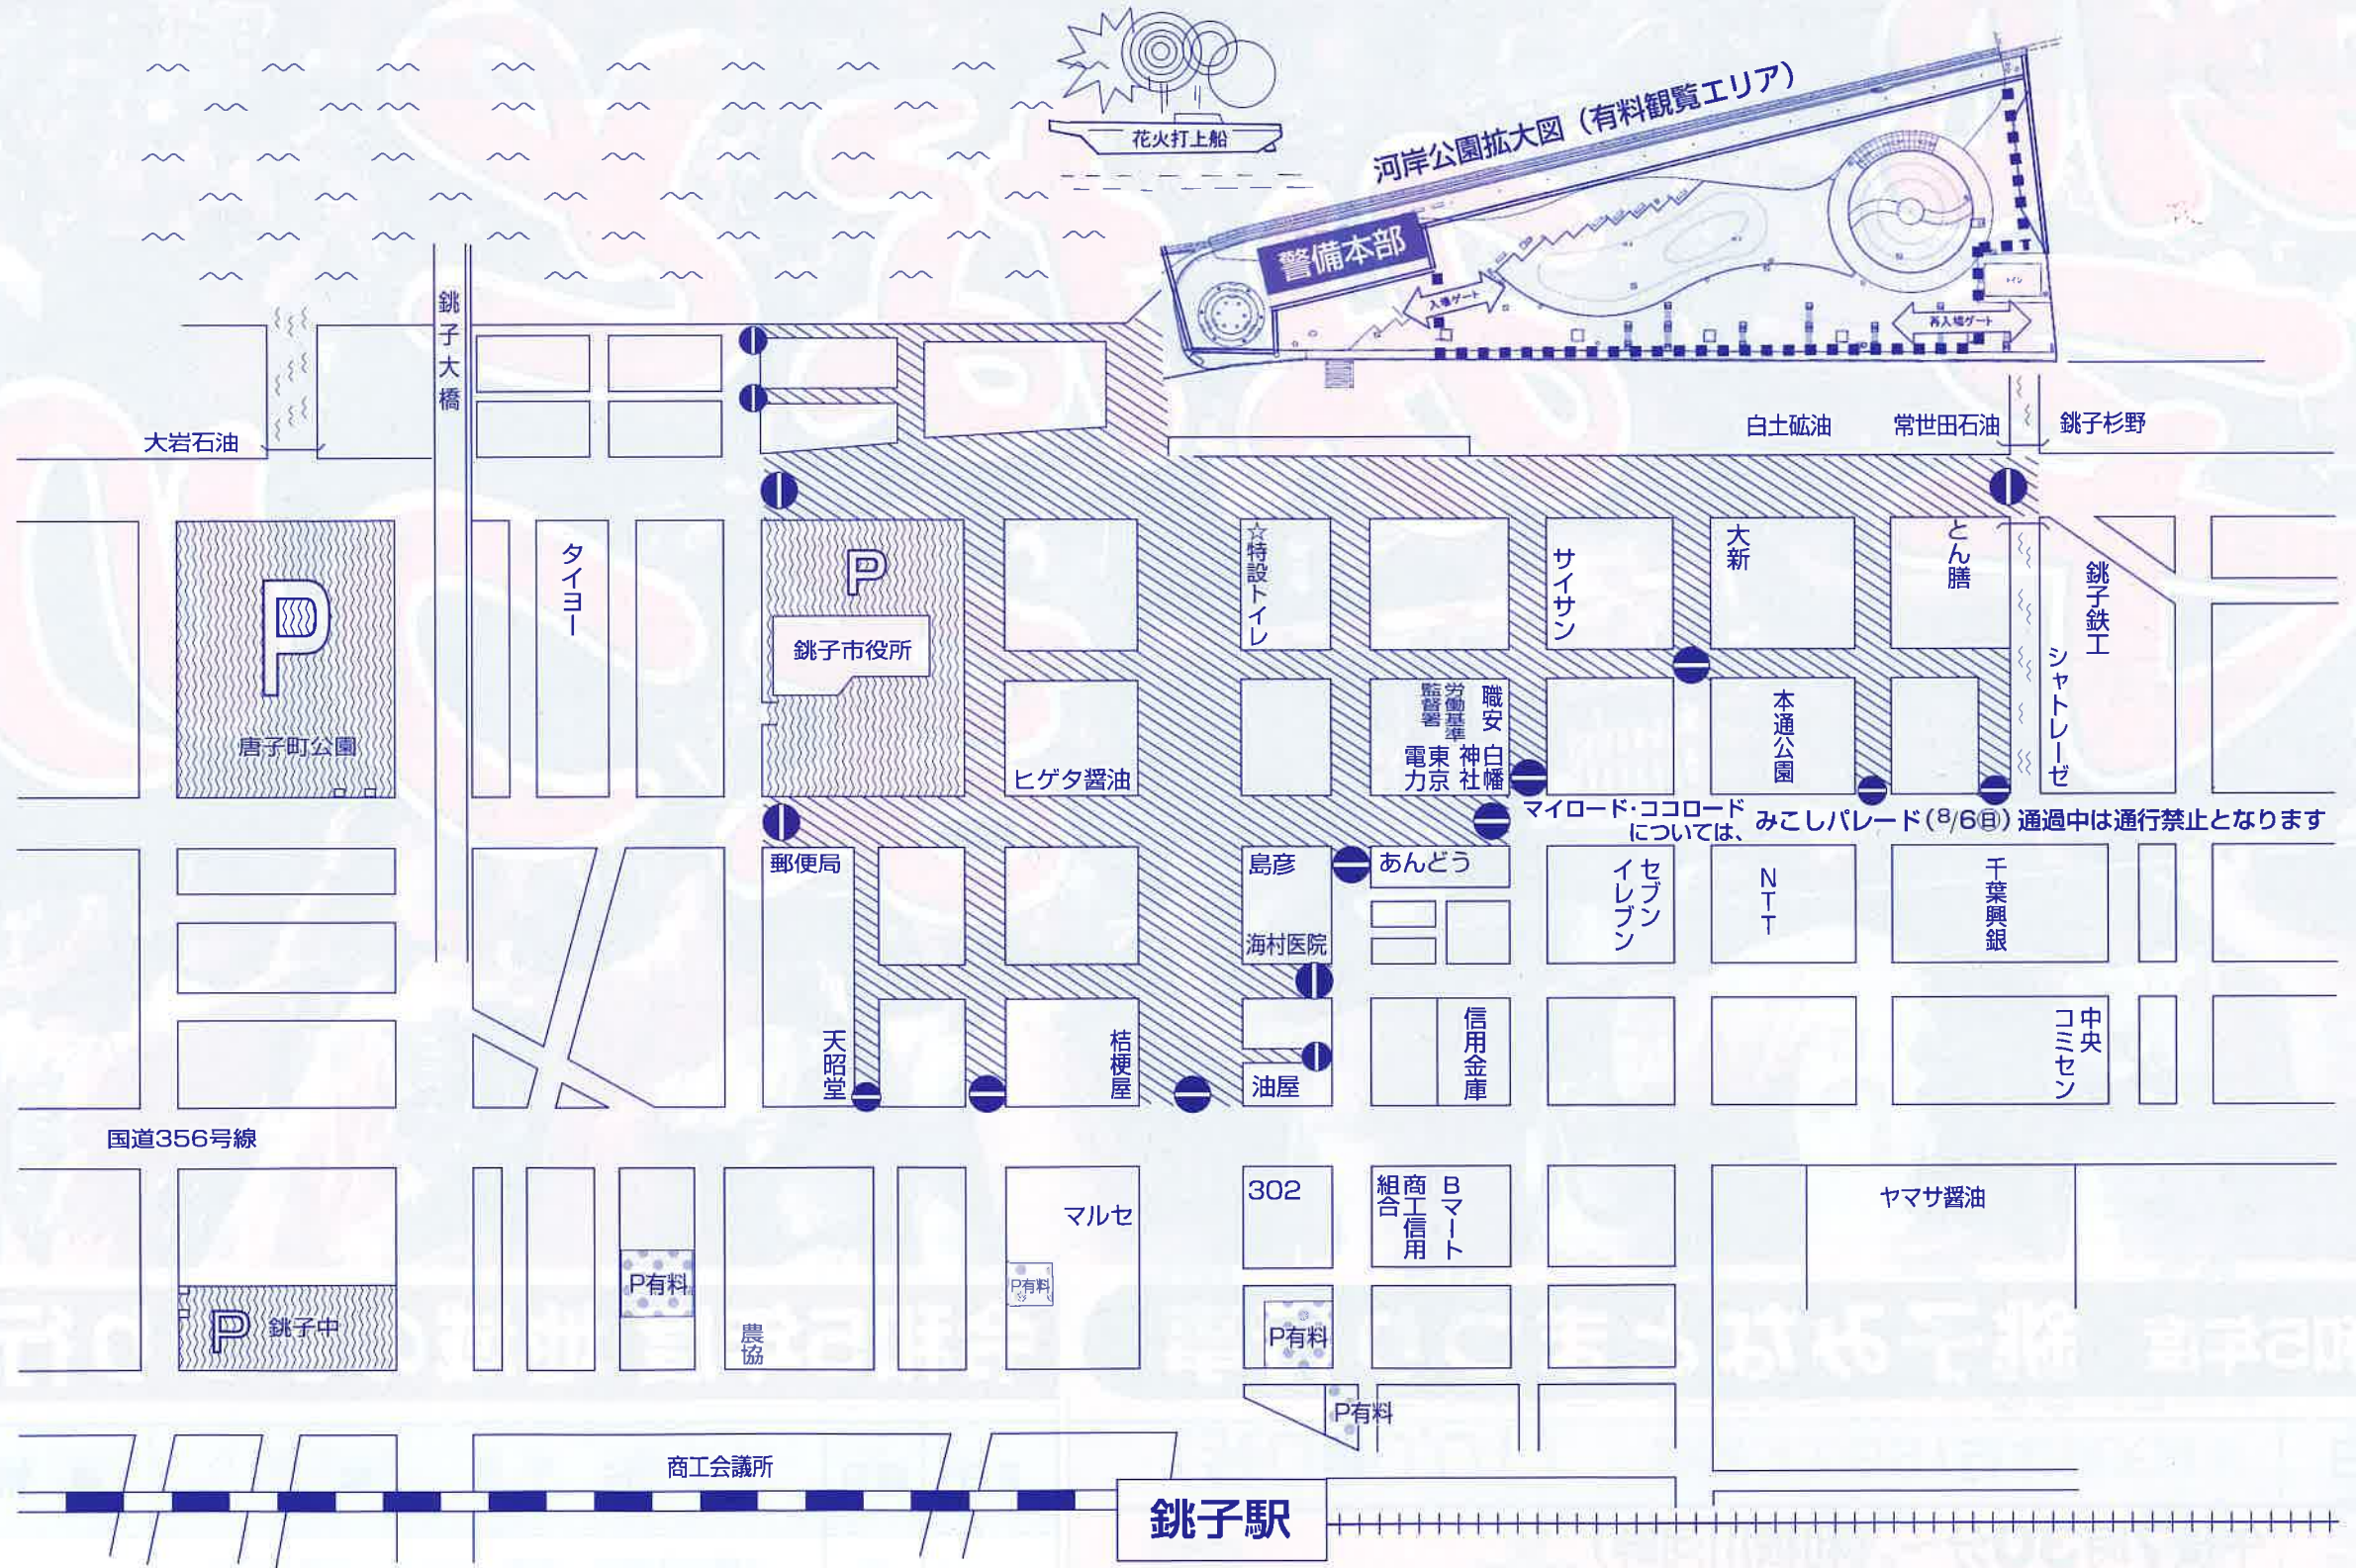 花火打上船
河岸公園拡大図（有料観覧エリア）
警備本部
入場ゲート
再入場ゲート
トイレ
銚子大橋
大岩石油
白土砿油
常世田石油
銚子杉野
P
唐子町公園
タイヨー
P
銚子市役所
ヒゲタ醤油
☆特設トイレ
サイサン
大新
とん膳
銚子鉄工
シャトレーゼ
職安
労働基準
監督署
白幡
神社
東京
電力
本通公園
マイロード・ココロード
については、
みこしパレード（8/6㊐）通過中は通行禁止となります
郵便局
島彦
あんどう
海村医院
セブン
イレブン
NTT
千葉興銀
天昭堂
桔梗屋
油屋
信用金庫
中央
コミセン
国道356号線
マルセ
302
Bマート
商工信用
組合
ヤマサ醤油
P有料
P有料
P有料
P有料
P 銚子中
農協
商工会議所
銚子駅